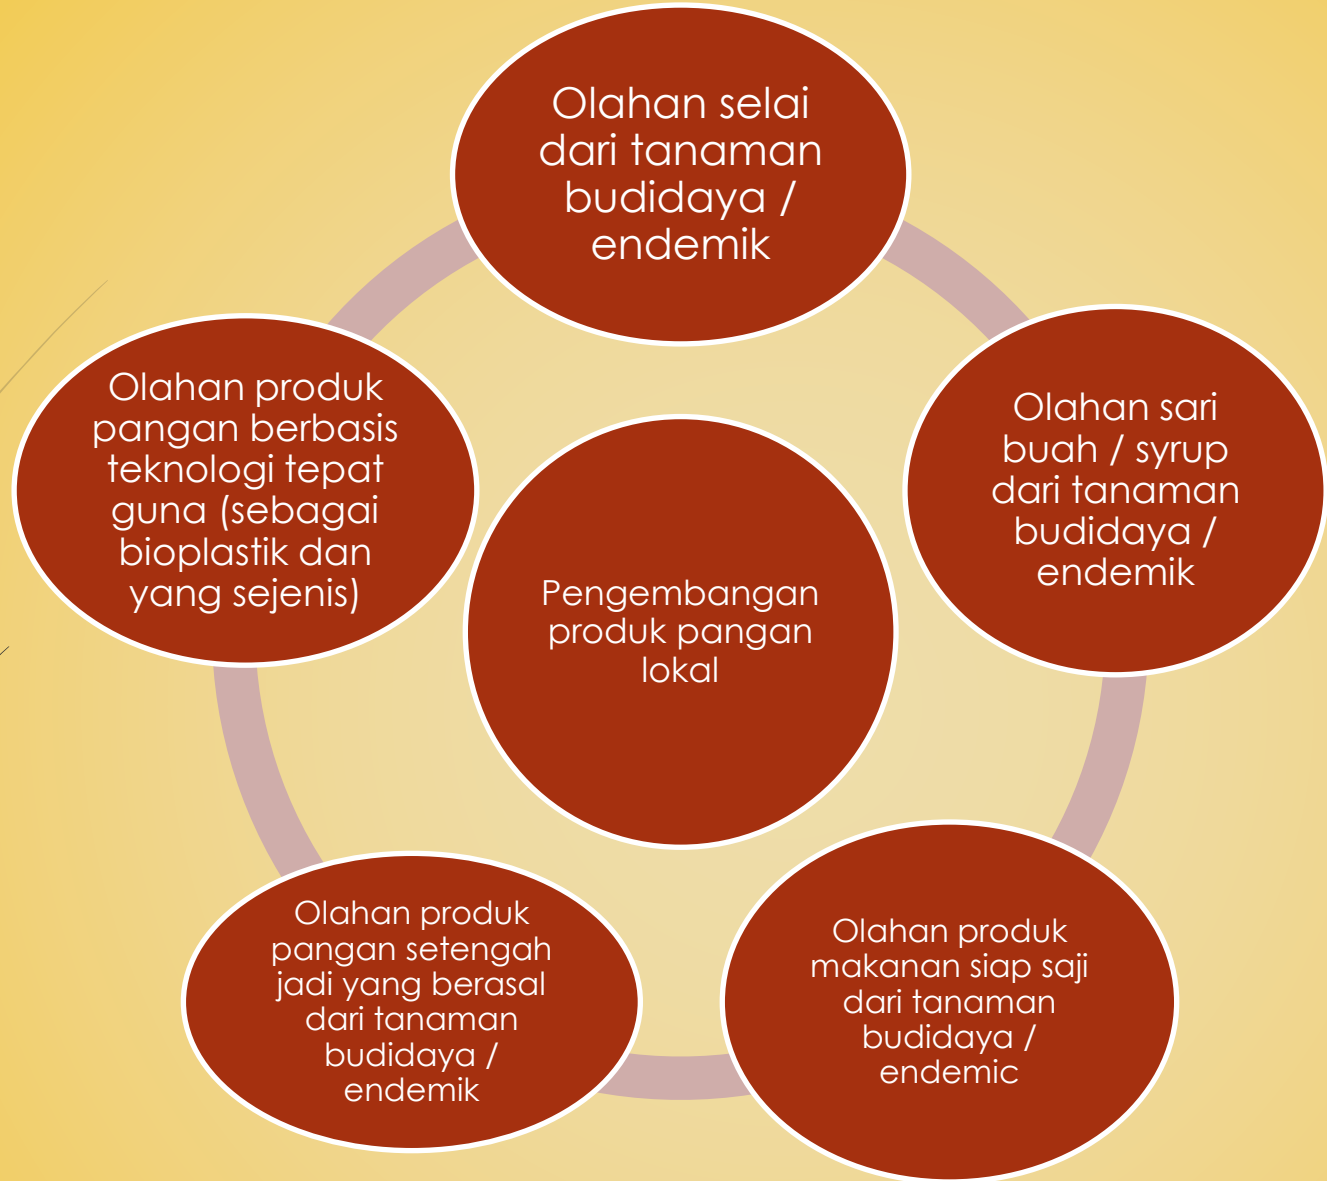 Olahan selai
dari tanaman
budidaya /
endemik
Olahan sari
buah / syrup
dari tanaman
budidaya /
endemik
Olahan produk
makanan siap saji
dari tanaman
budidaya /
endemic
Olahan produk
pangan setengah
jadi yang berasal
dari tanaman
budidaya /
endemik
Olahan produk
pangan berbasis
teknologi tepat
guna (sebagai
bioplastik dan
yang sejenis)
Pengembangan
produk pangan
lokal